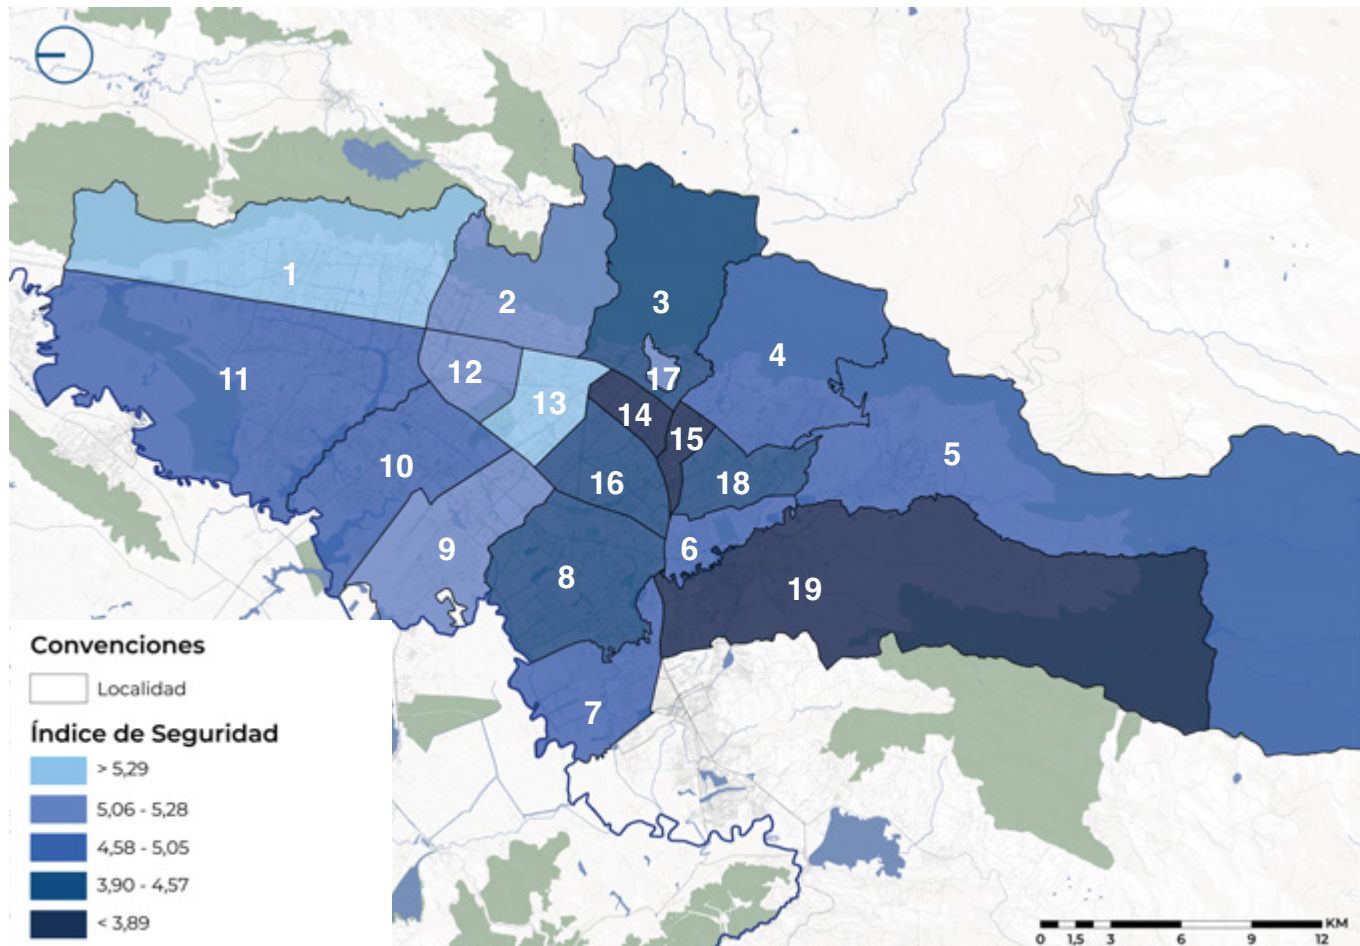 1
2
3
4
17
12
11
13
14
15
5
10
16
18
9
6
8
19
7
Convenciones
Localidad
Índice de Seguridad
> 5,29
5,06 - 5,28
4,58 - 5,05
3,90 - 4,57
< 3,89
KM
0 1,5 3 6 9 12